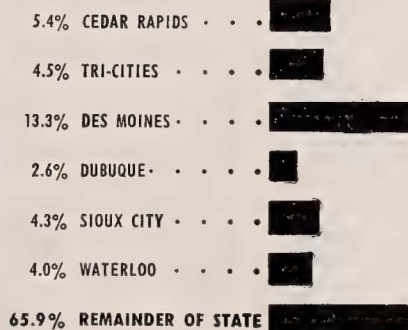 5.4% CEDAR RAPIDS . . . .
4.5% TRI-CITIES . . . .
13.3% DES MOINES . . . .
2.6% DUBUQUE . . . . .
4.3% SIOUX CITY . . . .
4.0% WATERLOO . . . .
65.9% REMAINDER OF STATE